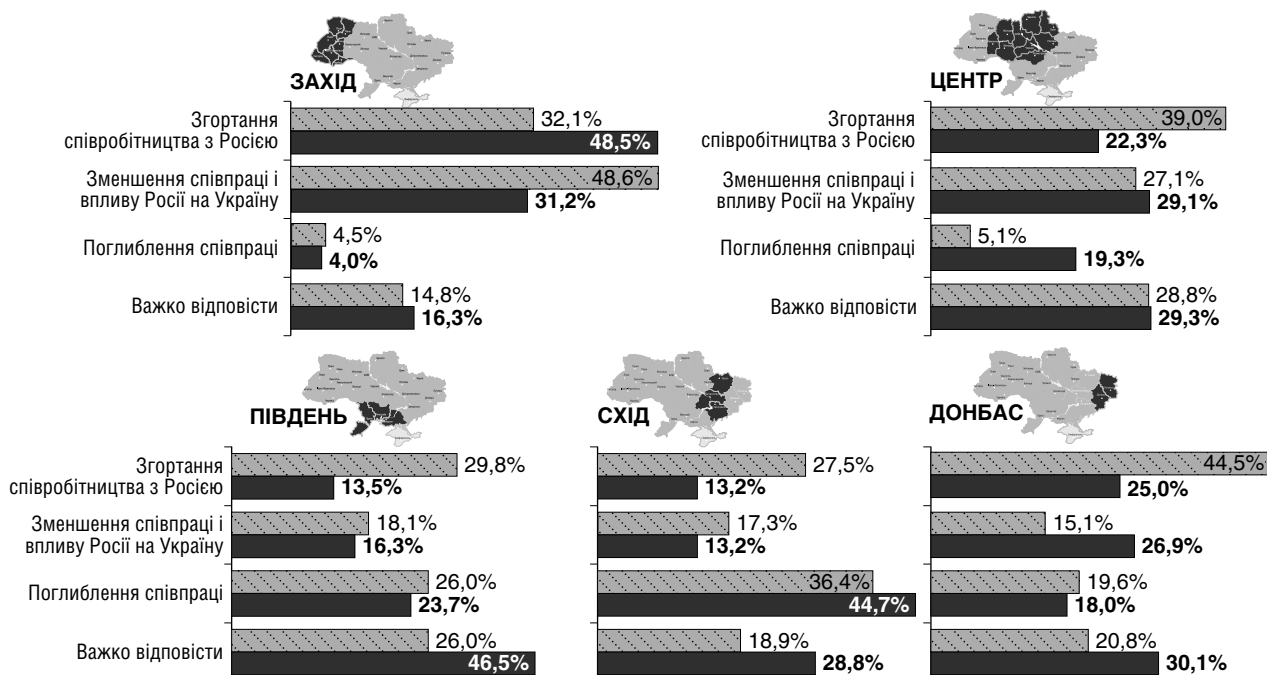 ЗАХІД
Згортання
співробітництва з Росією
32,1%
48,5%
Зменшення співпраці і
впливу Росії на Україну
48,6%
31,2%
Поглиблення співпраці
4,5%
4,0%
Важко відповісти
14,8%
16,3%
ЦЕНТР
Згортання
співробітництва з Росією
39,0%
22,3%
Зменшення співпраці і
впливу Росії на Україну
27,1%
29,1%
Поглиблення співпраці
5,1%
19,3%
Важко відповісти
28,8%
29,3%
ПІВДЕНЬ
Згортання
співробітництва з Росією
29,8%
13,5%
Зменшення співпраці і
впливу Росії на Україну
18,1%
16,3%
Поглиблення співпраці
26,0%
23,7%
Важко відповісти
26,0%
46,5%
СХІД
27,5%
13,2%
17,3%
13,2%
36,4%
44,7%
18,9%
28,8%
ДОНБАС
44,5%
25,0%
15,1%
26,9%
19,6%
18,0%
20,8%
30,1%